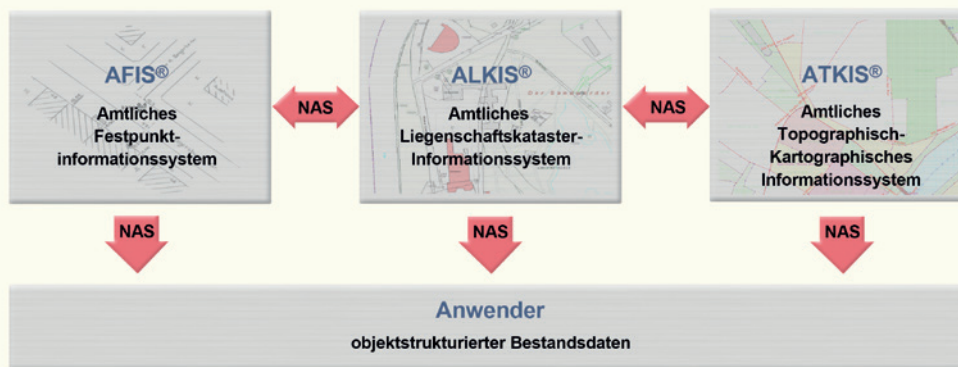 AFIS®
Amtliches
Festpunkt-
informationssystem
NAS
ALKIS®
Amtliches
Liegenschaftskataster-
Informationssystem
NAS
ATKIS®
Amtliches
Topographisch-
Kartographisches
Informationssystem
NAS
NAS
NAS
Anwender
objektstrukturierter Bestandsdaten